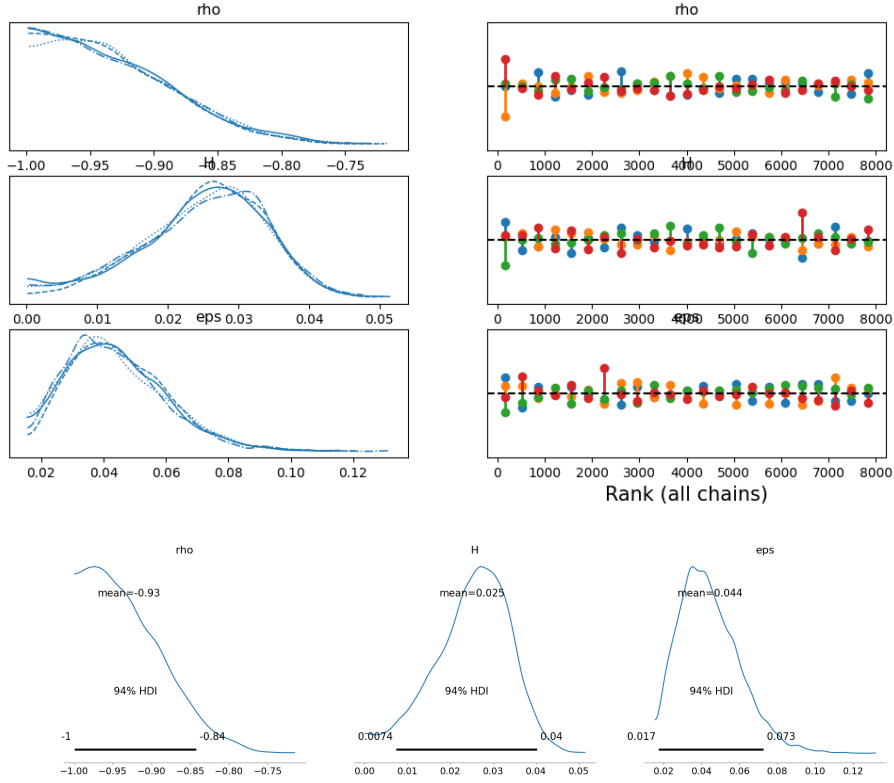 rho
rho
−1.00 −0.95 −0.90 −0.85 −0.80 −0.75
0 1000 2000 3000 4000 5000 6000 7000 8000
H
H
0.00 0.01 0.02 0.03 0.04 0.05
0 1000 2000 3000 4000 5000 6000 7000 8000
eps
eps
0.02 0.04 0.06 0.08 0.10 0.12
0 1000 2000 3000 4000 5000 6000 7000 8000
Rank (all chains)
rho
mean=-0.93
94% HDI
-1 -0.84
−1.00 −0.95 −0.90 −0.85 −0.80 −0.75
H
mean=0.025
94% HDI
0.0074 0.04
0.00 0.01 0.02 0.03 0.04 0.05
eps
mean=0.044
94% HDI
0.017 0.073
0.02 0.04 0.06 0.08 0.10 0.12